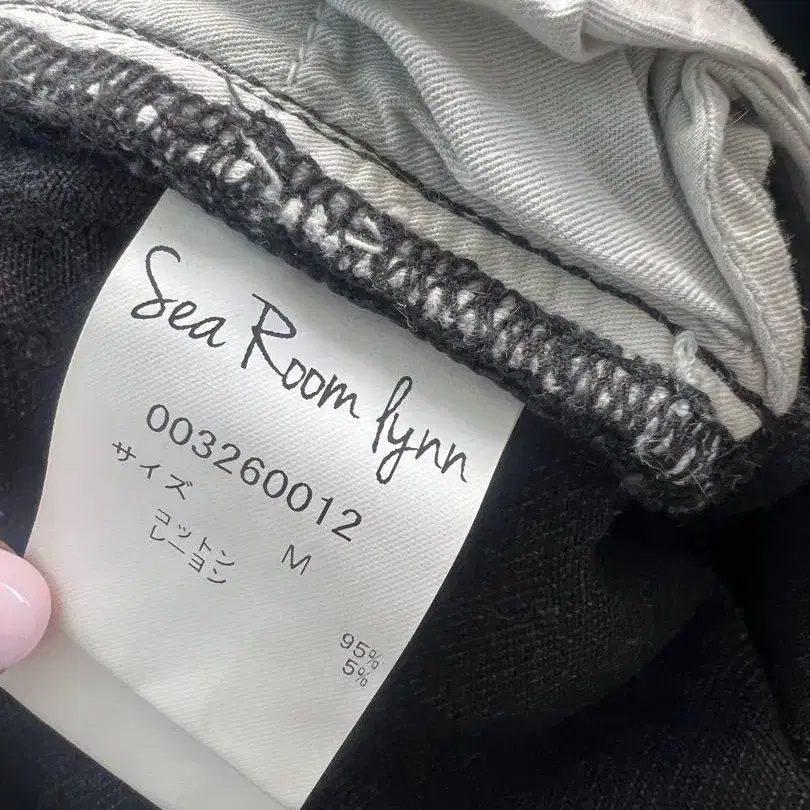 Sea Room lynn
003260012
サイズ M
コットン 95%
レーヨン 5%